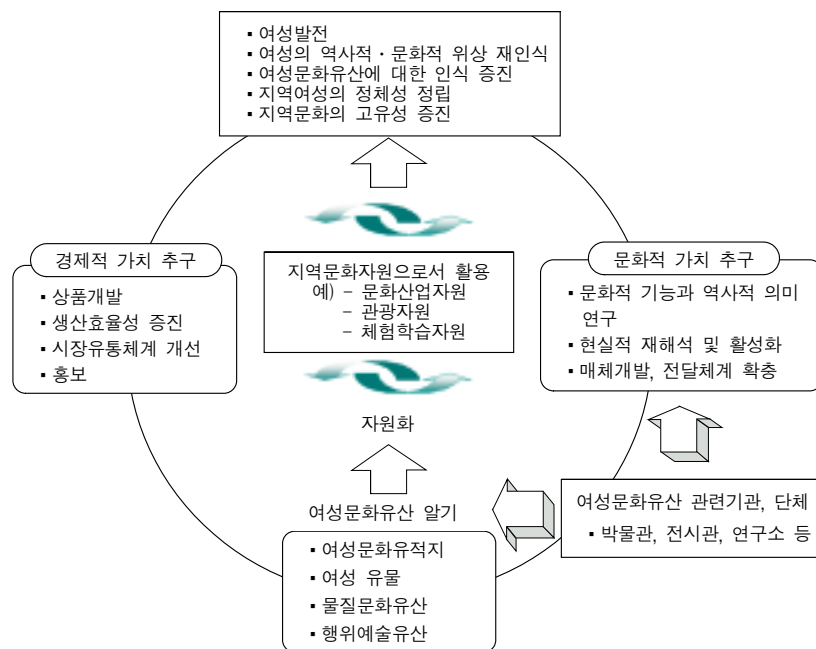 ▪ 여성발전
▪ 여성의 역사적·문화적 위상 재인식
▪ 여성문화유산에 대한 인식 증진
▪ 지역여성의 정체성 정립
▪ 지역문화의 고유성 증진
경제적 가치 추구
▪ 상품개발
▪ 생산효율성 증진
▪ 시장유통체계 개선
▪ 홍보
지역문화자원으로서 활용
예) – 문화산업자원
– 관광자원
– 체험학습자원
문화적 가치 추구
▪ 문화적 기능과 역사적 의미
연구
▪ 현실적 재해석 및 활성화
▪ 매체개발, 전달체계 확충
자원화
여성문화유산 알기
▪ 여성문화유적지
▪ 여성 유물
▪ 물질문화유산
▪ 행위예술유산
여성문화유산 관련기관, 단체
▪ 박물관, 전시관, 연구소 등